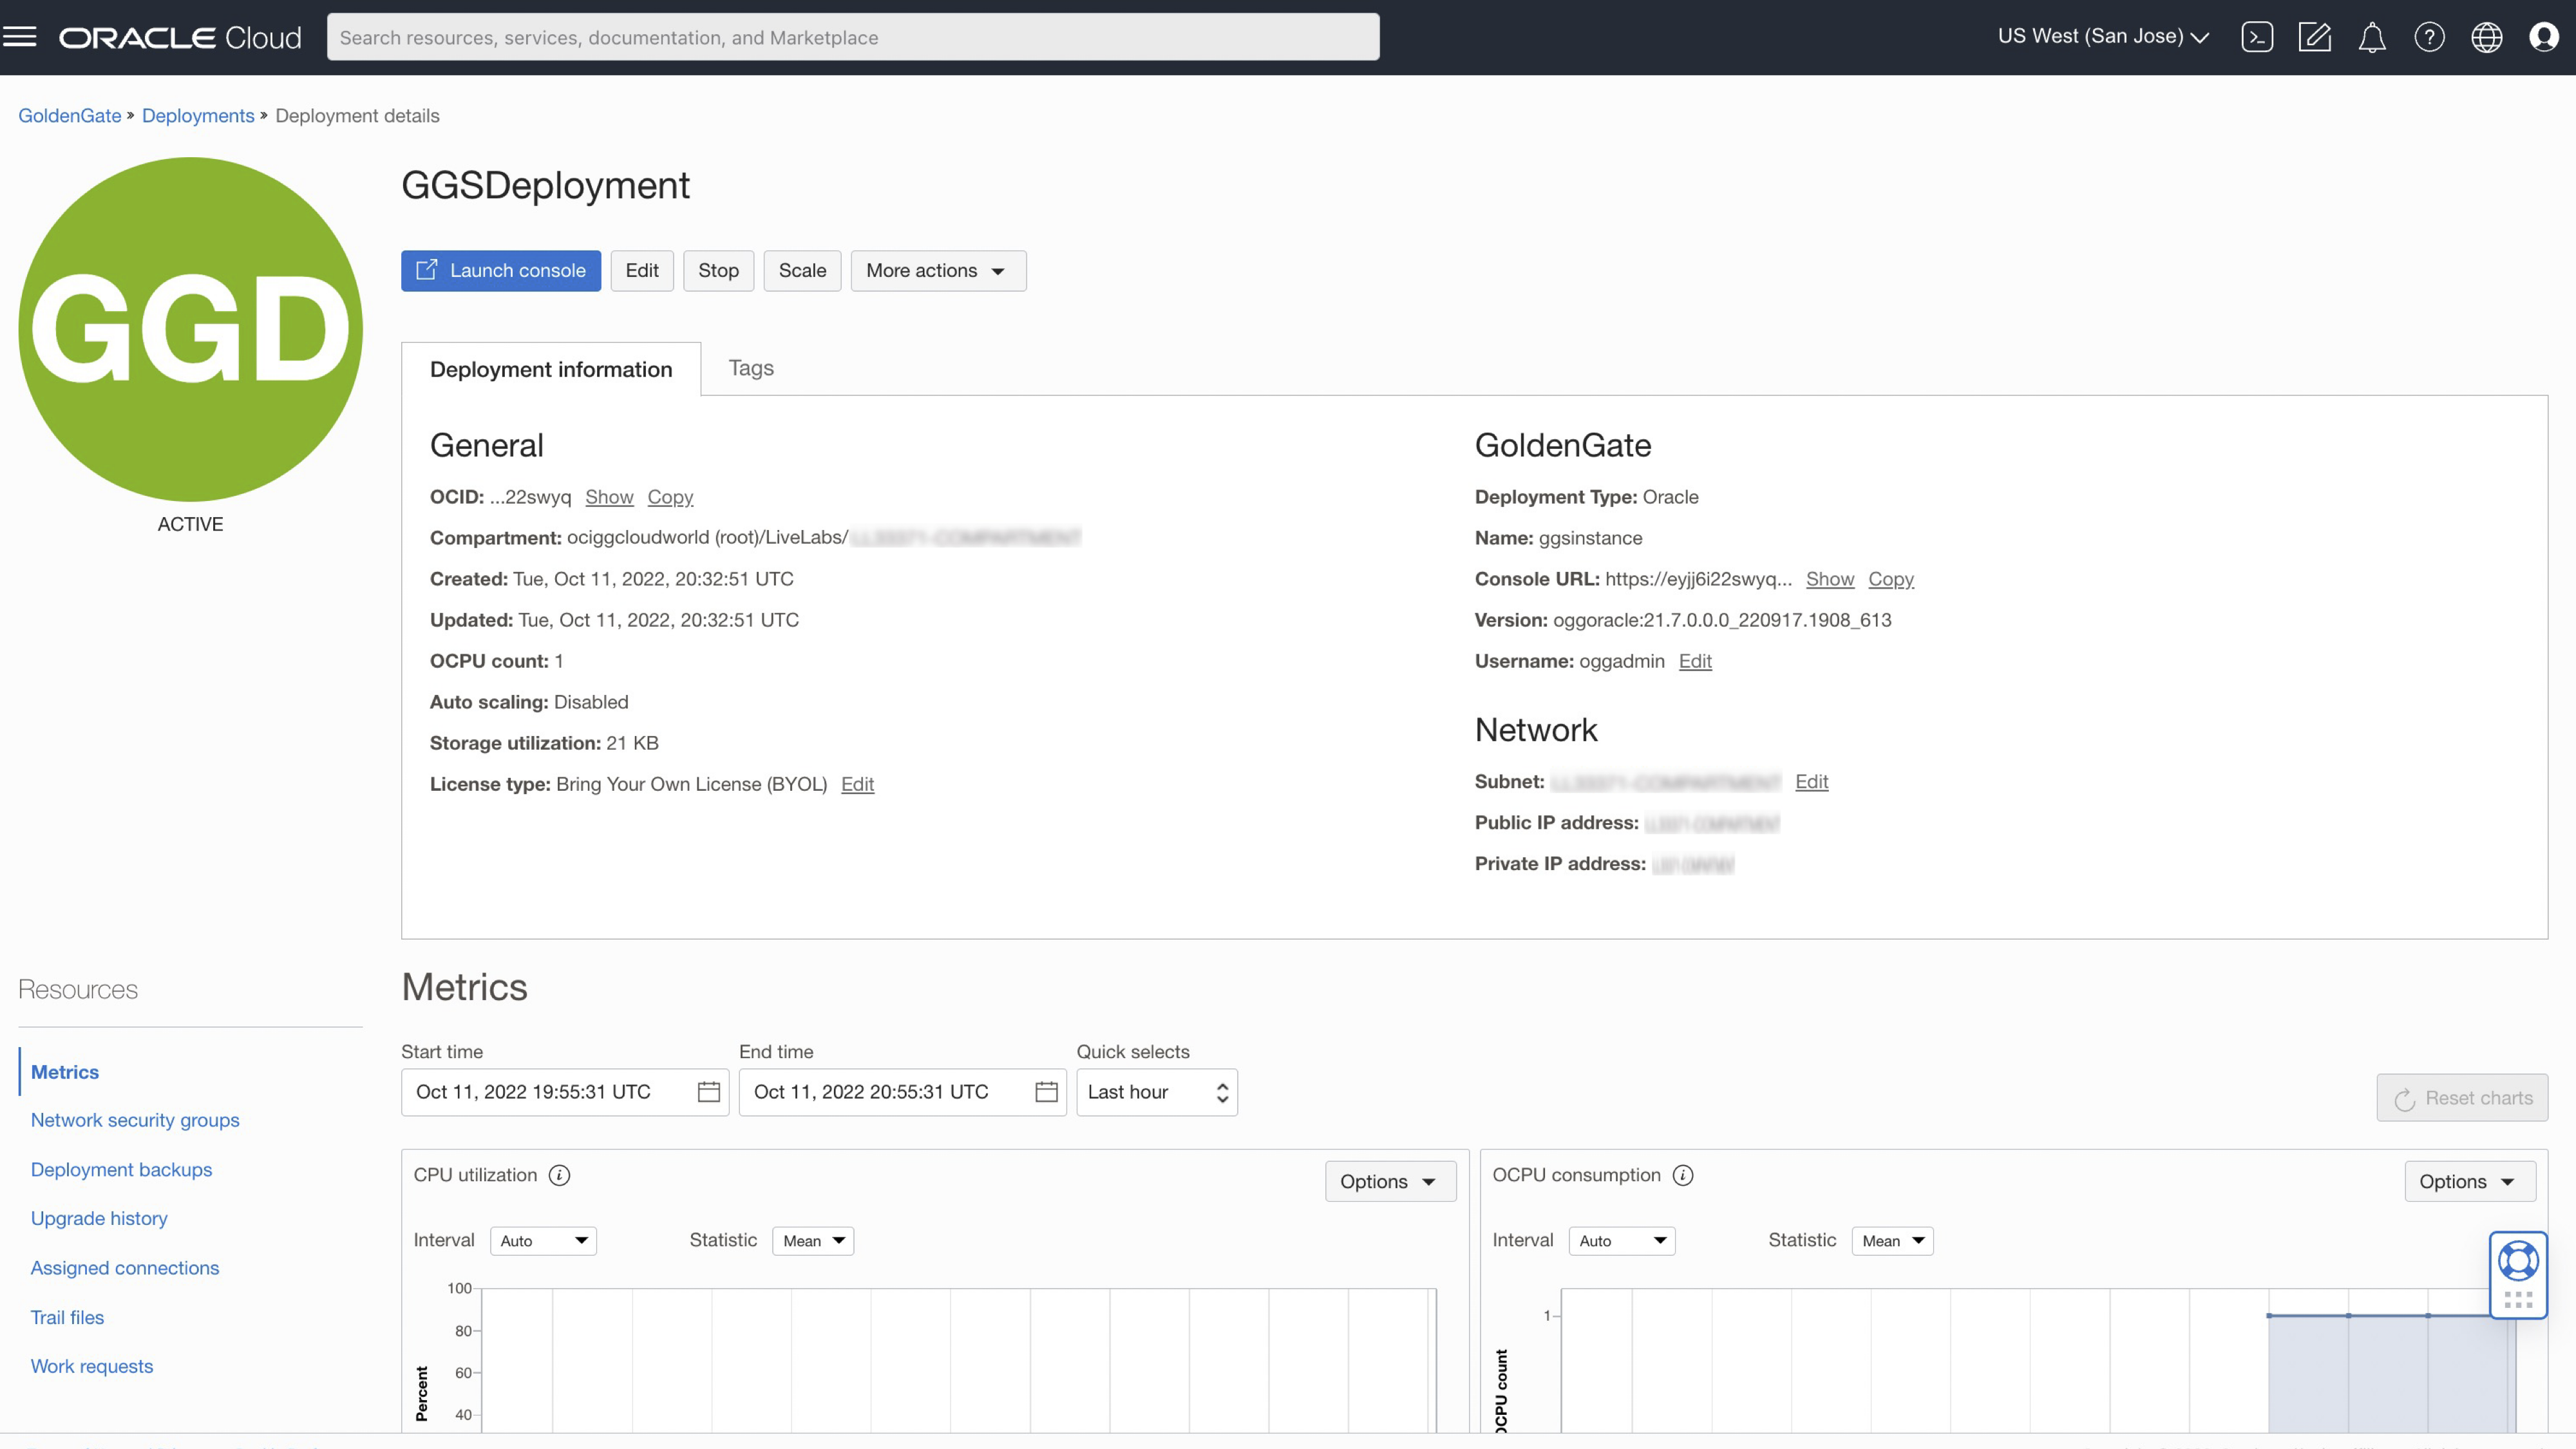 ORACLE Cloud
Search resources, services, documentation, and Marketplace
US West (San Jose)
GoldenGate » Deployments » Deployment details
GGD
ACTIVE
GGSDeployment
Launch console
Edit
Stop
Scale
More actions
Deployment information
Tags
General
OCID: ...22swyq Show Copy
Compartment: ociggcloudworld (root)/LiveLabs/
Created: Tue, Oct 11, 2022, 20:32:51 UTC
Updated: Tue, Oct 11, 2022, 20:32:51 UTC
OCPU count: 1
Auto scaling: Disabled
Storage utilization: 21 KB
License type: Bring Your Own License (BYOL) Edit
GoldenGate
Deployment Type: Oracle
Name: ggsinstance
Console URL: https://eyjj6i22swyq... Show Copy
Version: oggoracle:21.7.0.0.0_220917.1908_613
Username: oggadmin Edit
Network
Subnet: Edit
Public IP address:
Private IP address:
Resources
Metrics
Network security groups
Deployment backups
Upgrade history
Assigned connections
Trail files
Work requests
Metrics
Start time
Oct 11, 2022 19:55:31 UTC
End time
Oct 11, 2022 20:55:31 UTC
Quick selects
Last hour
Reset charts
CPU utilization
Options
Interval Auto
Statistic Mean
100
80
60
40
Percent
OCPU consumption
Options
Interval Auto
Statistic Mean
1
OCPU count